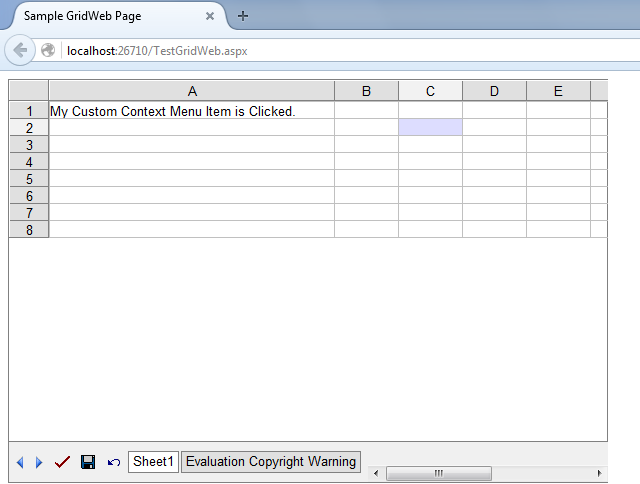 Sample GridWeb Page
localhost:26710/TestGridWeb.aspx
A B C D E
1 My Custom Context Menu Item is Clicked.
2
3
4
5
6
7
8
Sheet1 Evaluation Copyright Warning